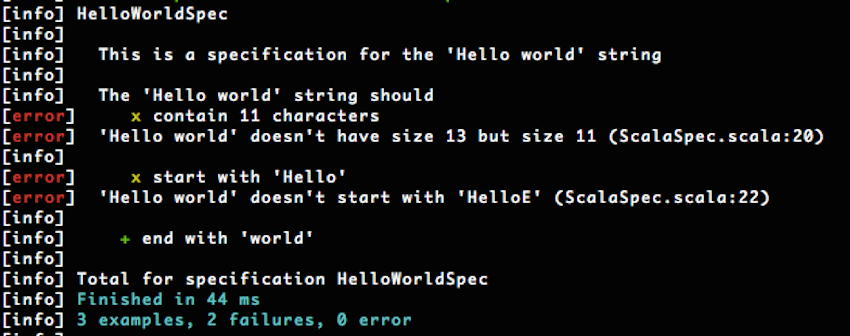 [info] HelloWorldSpec
[info]
[info]   This is a specification for the 'Hello world' string
[info]
[info]   The 'Hello world' string should
[error]     x contain 11 characters
[error]  'Hello world' doesn't have size 13 but size 11 (ScalaSpec.scala:20)
[info]
[error]     x start with 'Hello'
[error]  'Hello world' doesn't start with 'HelloE' (ScalaSpec.scala:22)
[info]
[info]     + end with 'world'
[info]
[info] Total for specification HelloWorldSpec
[info] Finished in 44 ms
[info] 3 examples, 2 failures, 0 error